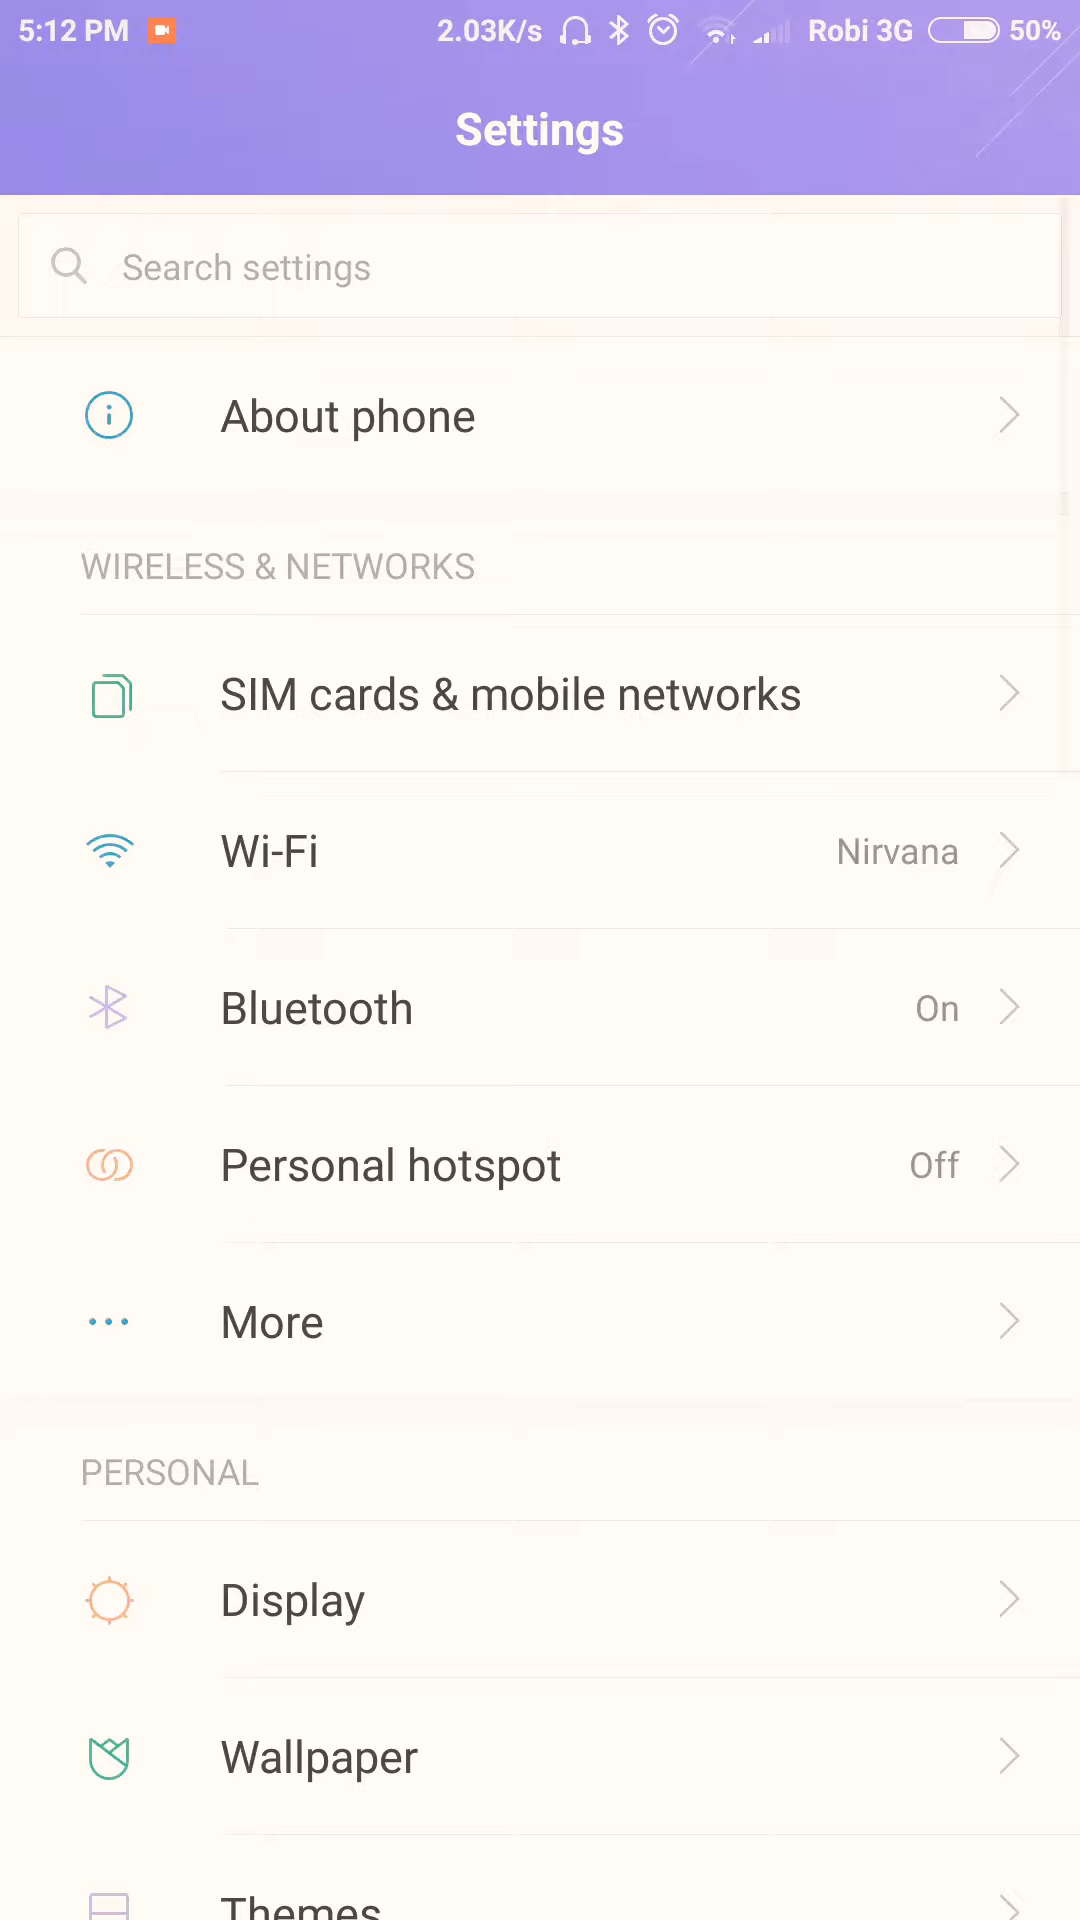 5:12 PM 2.03K/s Robi 3G 50%
Settings
Search settings
About phone
WIRELESS & NETWORKS
SIM cards & mobile networks
Wi-Fi Nirvana
Bluetooth On
Personal hotspot Off
More
PERSONAL
Display
Wallpaper
Themes